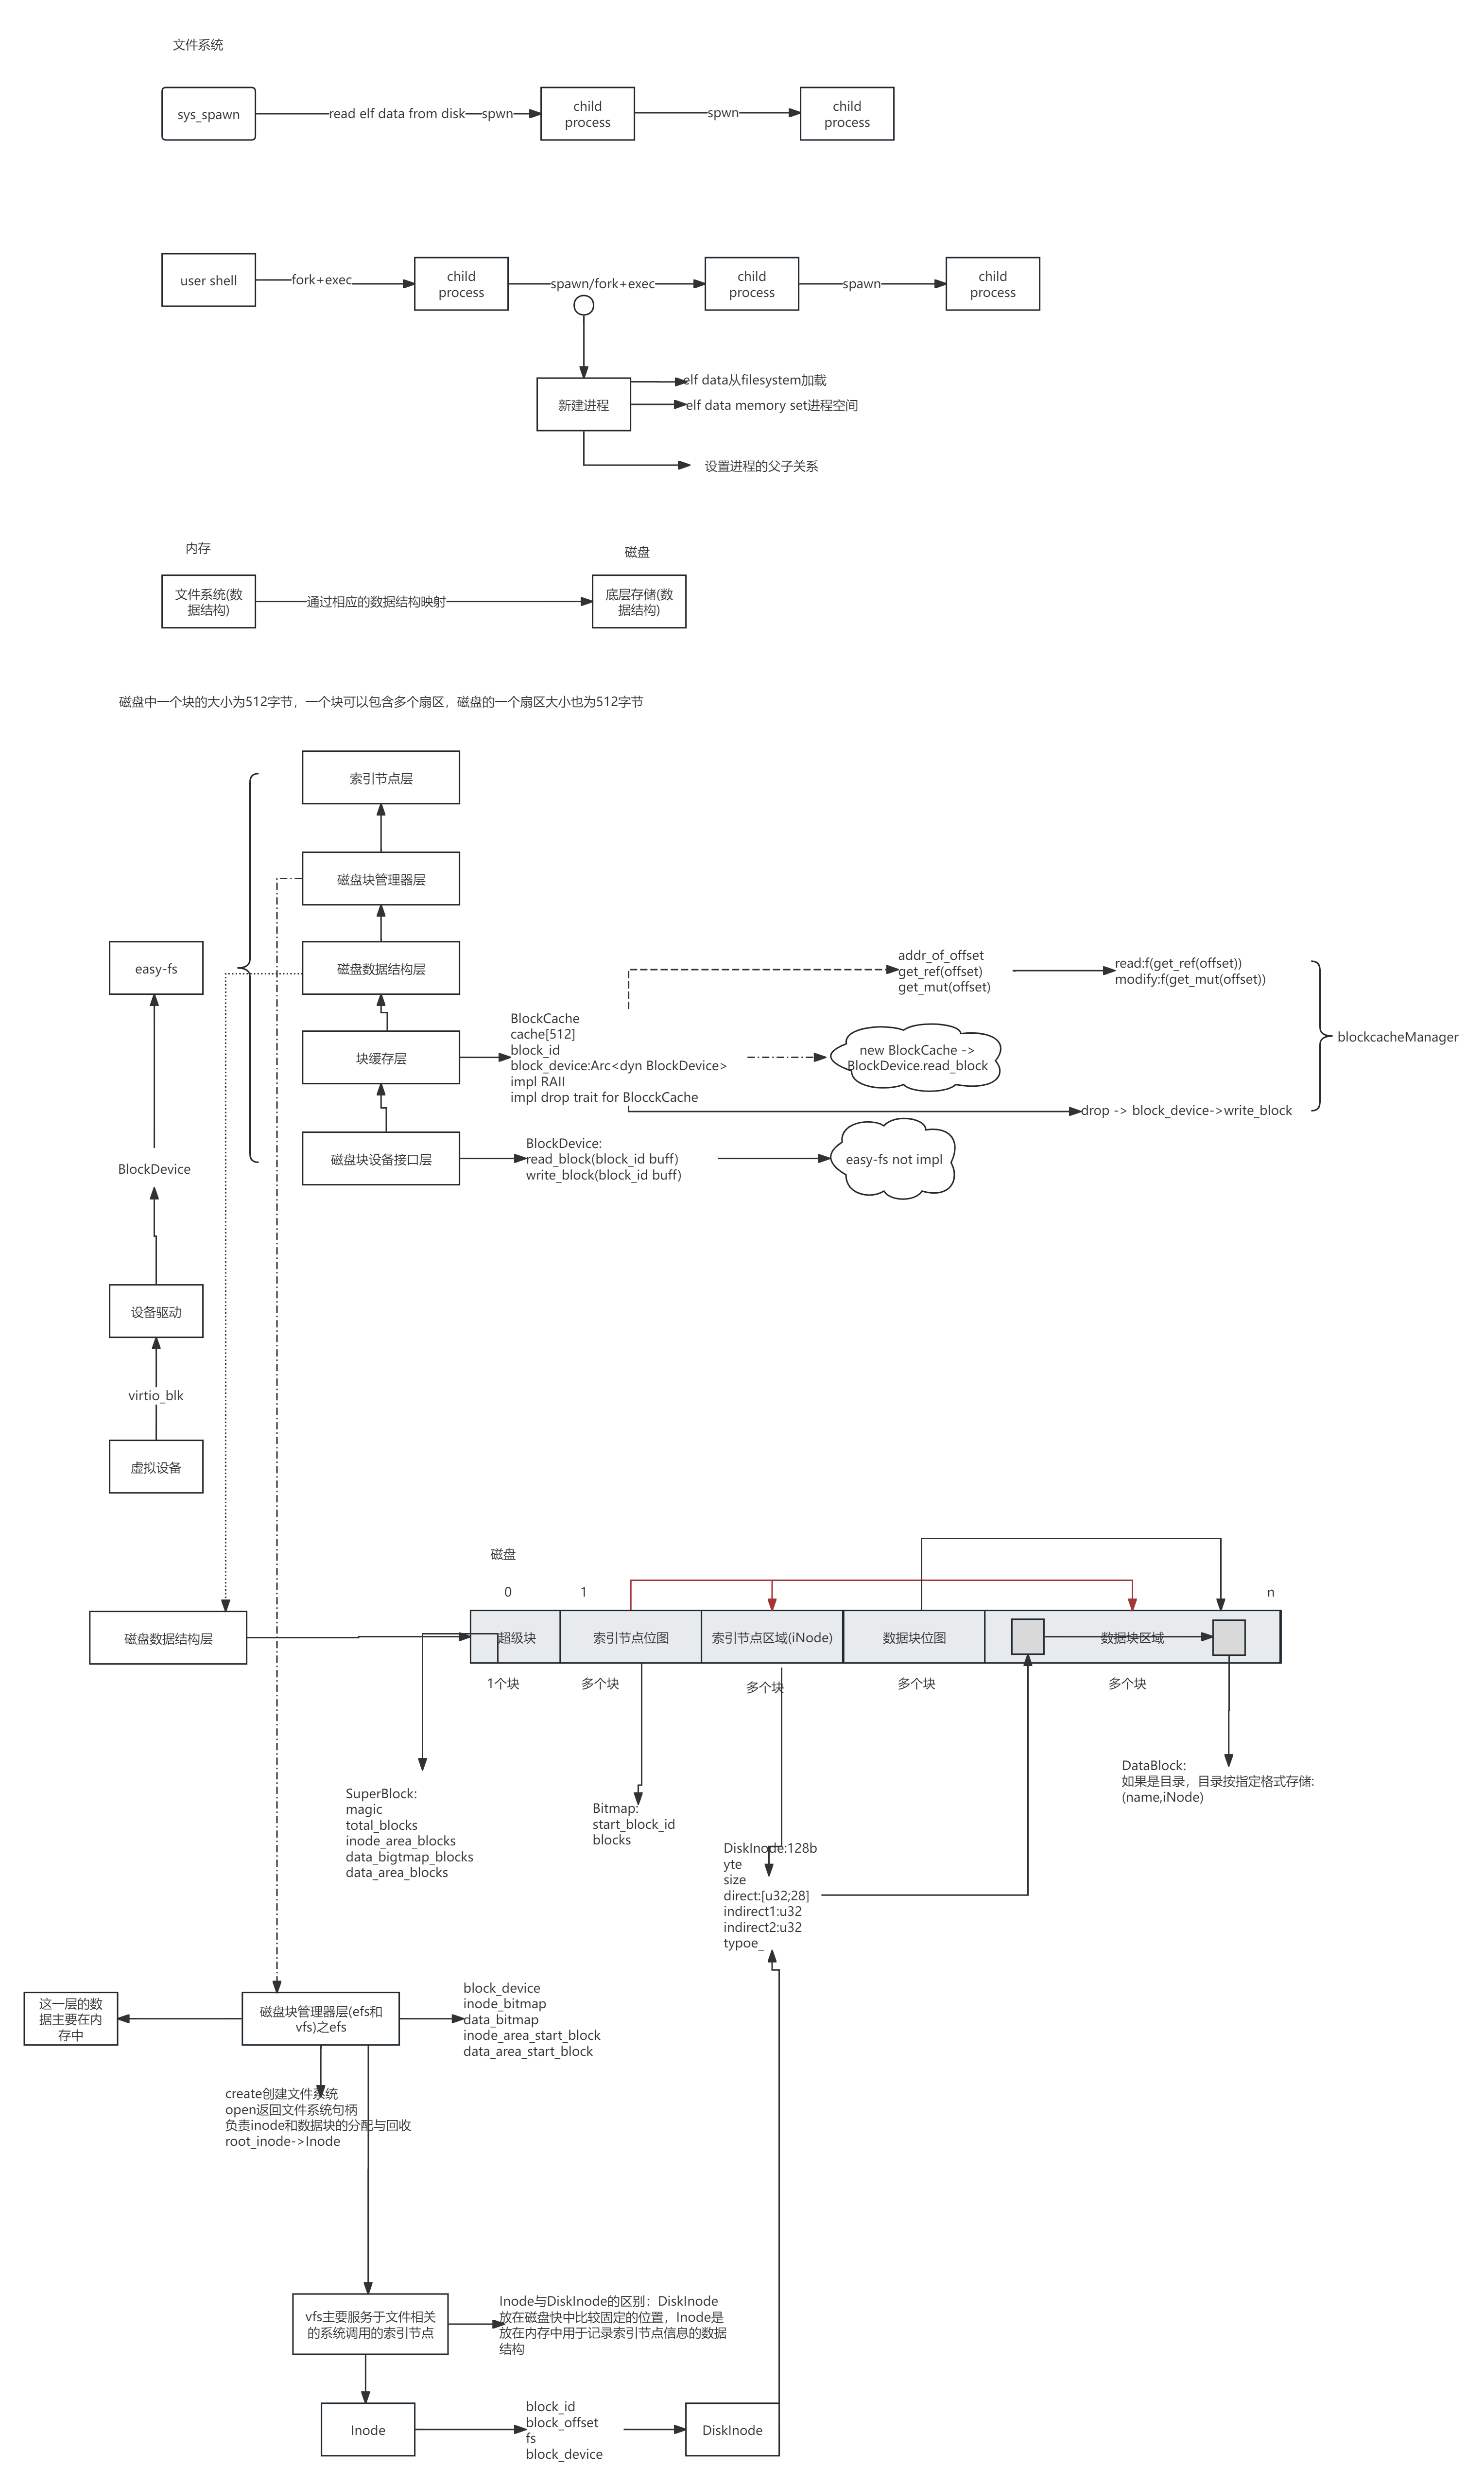 文件系统
sys_spawn
read elf data from disk
spwn
child
process
spwn
child
process
user shell
fork+exec
child
process
spawn/fork+exec
child
process
spawn
child
process
新建进程
elf data从filesystem加载
elf data memory set进程空间
设置进程的父子关系
内存
磁盘
文件系统(数
据结构)
通过相应的数据结构映射
底层存储(数
据结构)
磁盘中一个块的大小为512字节，一个块可以包含多个扇区，磁盘的一个扇区大小也为512字节
索引节点层
磁盘块管理器层
easy-fs
磁盘数据结构层
addr_of_offset
get_ref(offset)
get_mut(offset)
read:f(get_ref(offset))
modify:f(get_mut(offset))
块缓存层
BlockCache
cache[512]
block_id
block_device:Arc<dyn BlockDevice>
impl RAII
impl drop trait for BlocckCache
new BlockCache ->
BlockDevice.read_block
blockcacheManager
drop -> block_device->write_block
BlockDevice
磁盘块设备接口层
BlockDevice:
read_block(block_id buff)
write_block(block_id buff)
easy-fs not impl
设备驱动
virtio_blk
虚拟设备
磁盘
0
1
n
磁盘数据结构层
超级块
索引节点位图
索引节点区域(iNode)
数据块位图
数据块区域
1个块
多个块
多个块
多个块
多个块
SuperBlock:
magic
total_blocks
inode_area_blocks
data_bigtmap_blocks
data_area_blocks
Bitmap:
start_block_id
blocks
DiskInode:128b
yte
size
direct:[u32;28]
indirect1:u32
indirect2:u32
typoe_
DataBlock:
如果是目录，目录按指定格式存储:
(name,iNode)
这一层的数
据主要在内
存中
磁盘块管理器层(efs和
vfs)之efs
block_device
inode_bitmap
data_bitmap
inode_area_start_block
data_area_start_block
create创建文件系统
open返回文件系统句柄
负责inode和数据块的分配与回收
root_inode->Inode
vfs主要服务于文件相关
的系统调用的索引节点
Inode与DiskInode的区别：DiskInode
放在磁盘快中比较固定的位置，Inode是
放在内存中用于记录索引节点信息的数据
结构
Inode
block_id
block_offset
fs
block_device
DiskInode